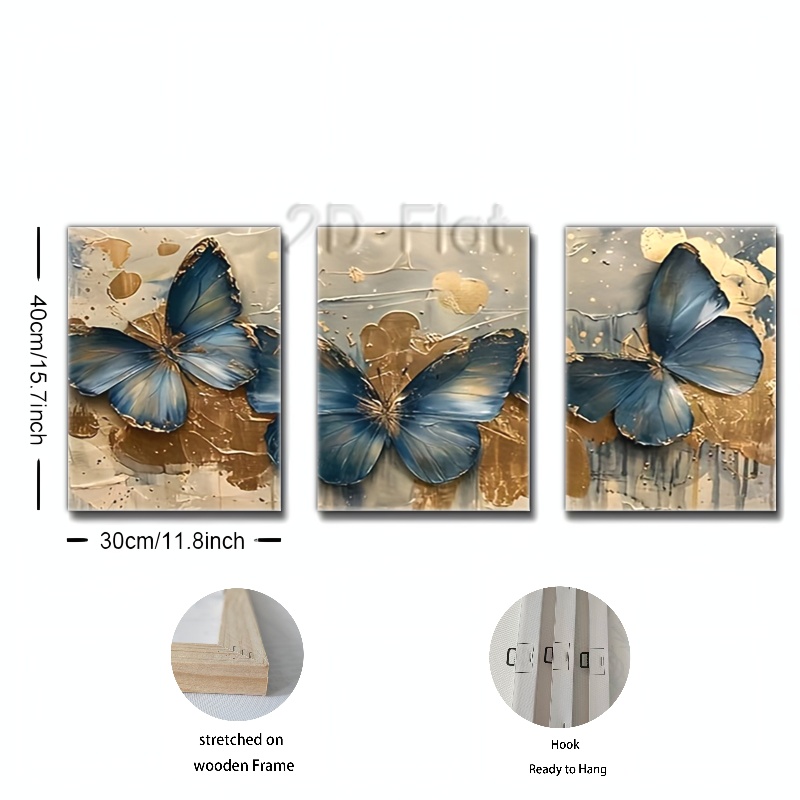 2D-Flat
40cm/15.7inch
30cm/11.8inch
stretched on
wooden Frame
Hook
Ready to Hang